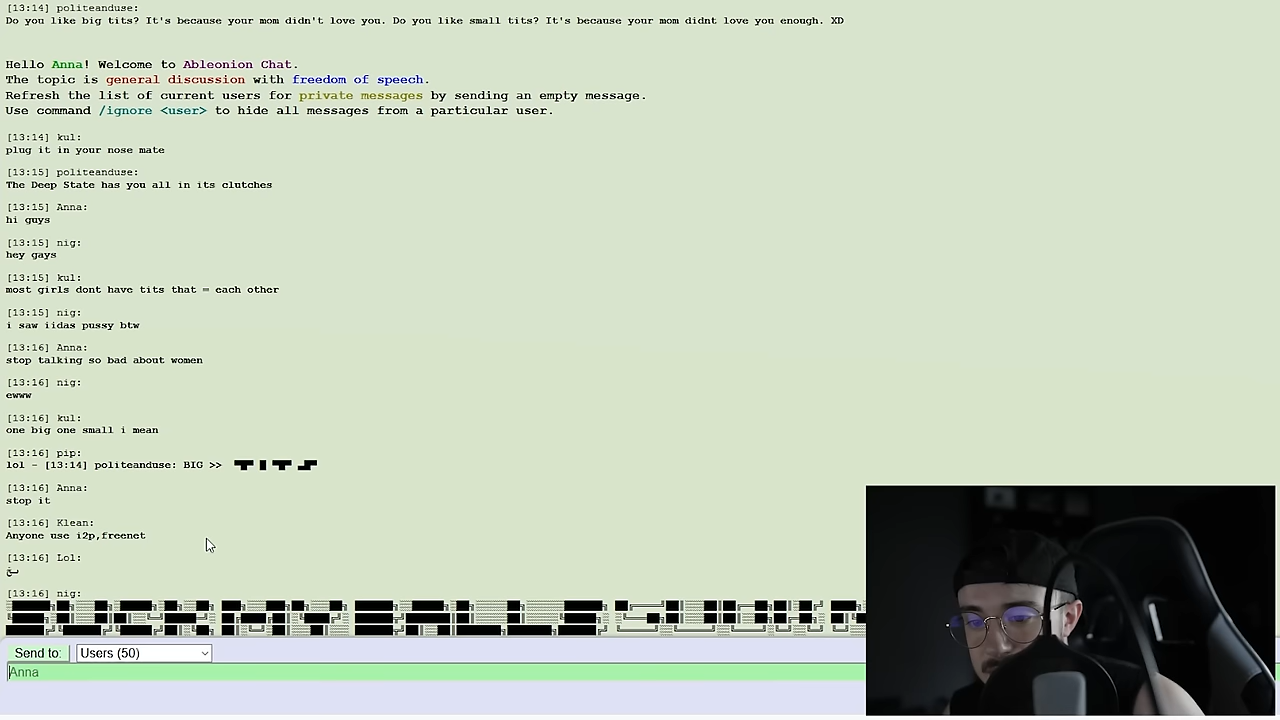 [13:14] politeanduse:
Do you like big tits? It's because your mom didn't love you. Do you like small tits? It's because your mom didnt love you enough. XD
Hello Anna! Welcome to Ableonion Chat.
The topic is general discussion with freedom of speech.
Refresh the list of current users for private messages by sending an empty message.
Use command /ignore <user> to hide all messages from a particular user.
[13:14] kul:
plug it in your nose mate
[13:15] politeanduse:
The Deep State has you all in its clutches
[13:15] Anna:
hi guys
[13:15] nig:
hey gays
[13:15] kul:
most girls dont have tits that = each other
[13:15] nig:
i saw iidas pussy btw
[13:16] Anna:
stop talking so bad about women
[13:16] nig:
ewww
[13:16] kul:
one big one small i mean
[13:16] pip:
lol - [13:14] politeanduse: BIG >>
[13:16] Anna:
stop it
[13:16] Klean:
Anyone use i2p,freenet
[13:16] Lol:
[13:16] nig:
Send to: Users (50)
Anna